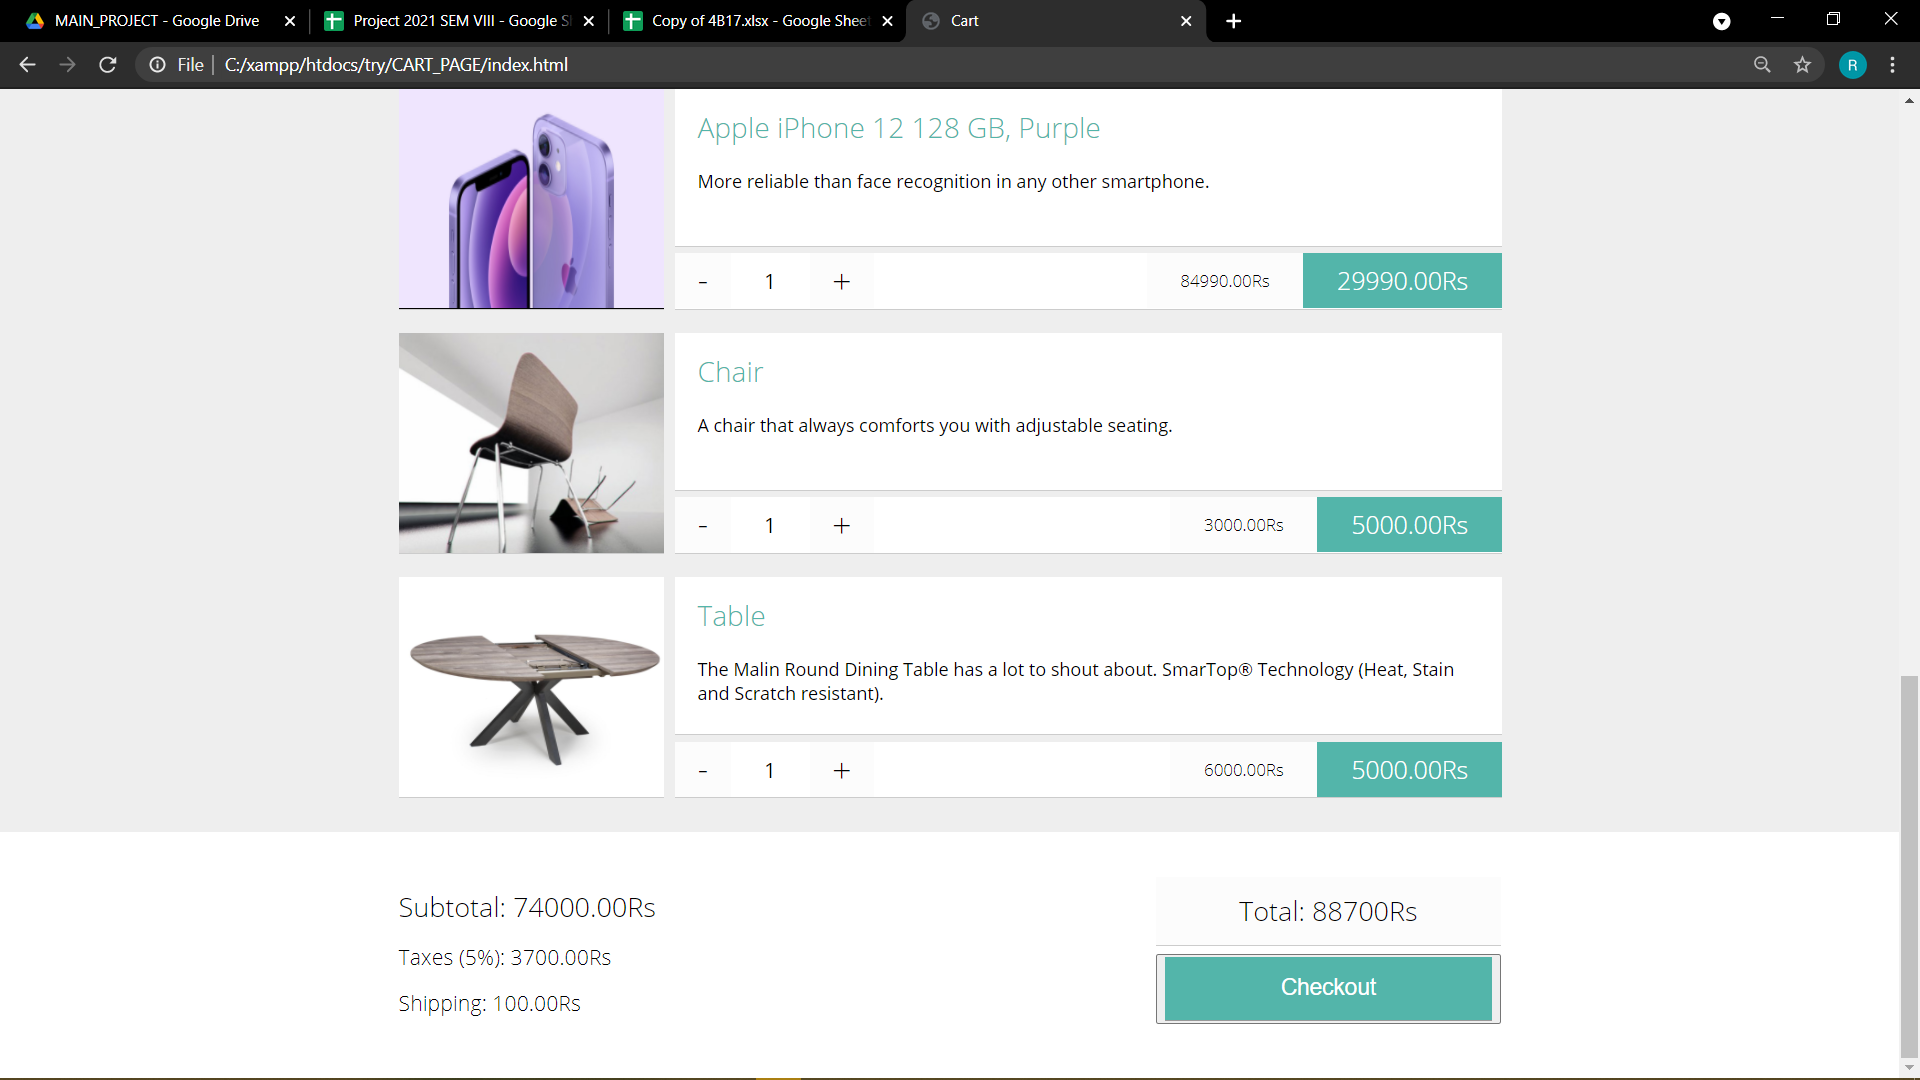 MAIN_PROJECT - Google Drive
Project 2021 SEM VIII - Google S
Copy of 4B17.xlsx - Google Sheet
Cart
File
C:/xampp/htdocs/try/CART_PAGE/index.html
R
Apple iPhone 12 128 GB, Purple
More reliable than face recognition in any other smartphone.
- 1 + 84990.00Rs 29990.00Rs
Chair
A chair that always comforts you with adjustable seating.
- 1 + 3000.00Rs 5000.00Rs
Table
The Malin Round Dining Table has a lot to shout about. SmarTop® Technology (Heat, Stain
and Scratch resistant).
- 1 + 6000.00Rs 5000.00Rs
Subtotal: 74000.00Rs
Taxes (5%): 3700.00Rs
Shipping: 100.00Rs
Total: 88700Rs
Checkout